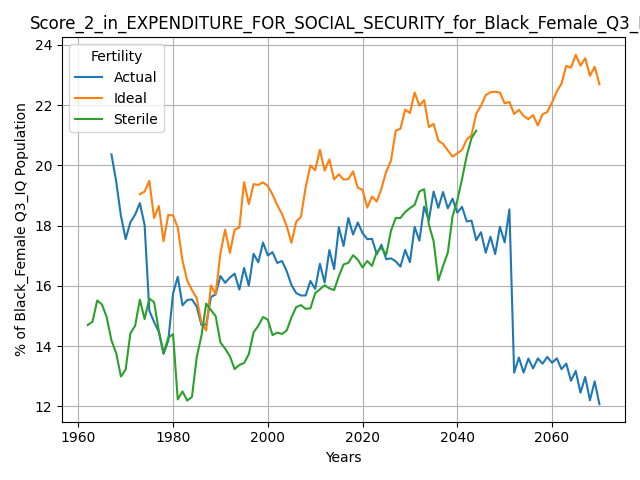 Score_2_in_EXPENDITURE_FOR_SOCIAL_SECURITY_for_Black_Female_Q3_
Fertility
Actual
Ideal
Sterile
% of Black_Female Q3_IQ Population
24
22
20
18
16
14
12
1960 1980 2000 2020 2040 2060
Years